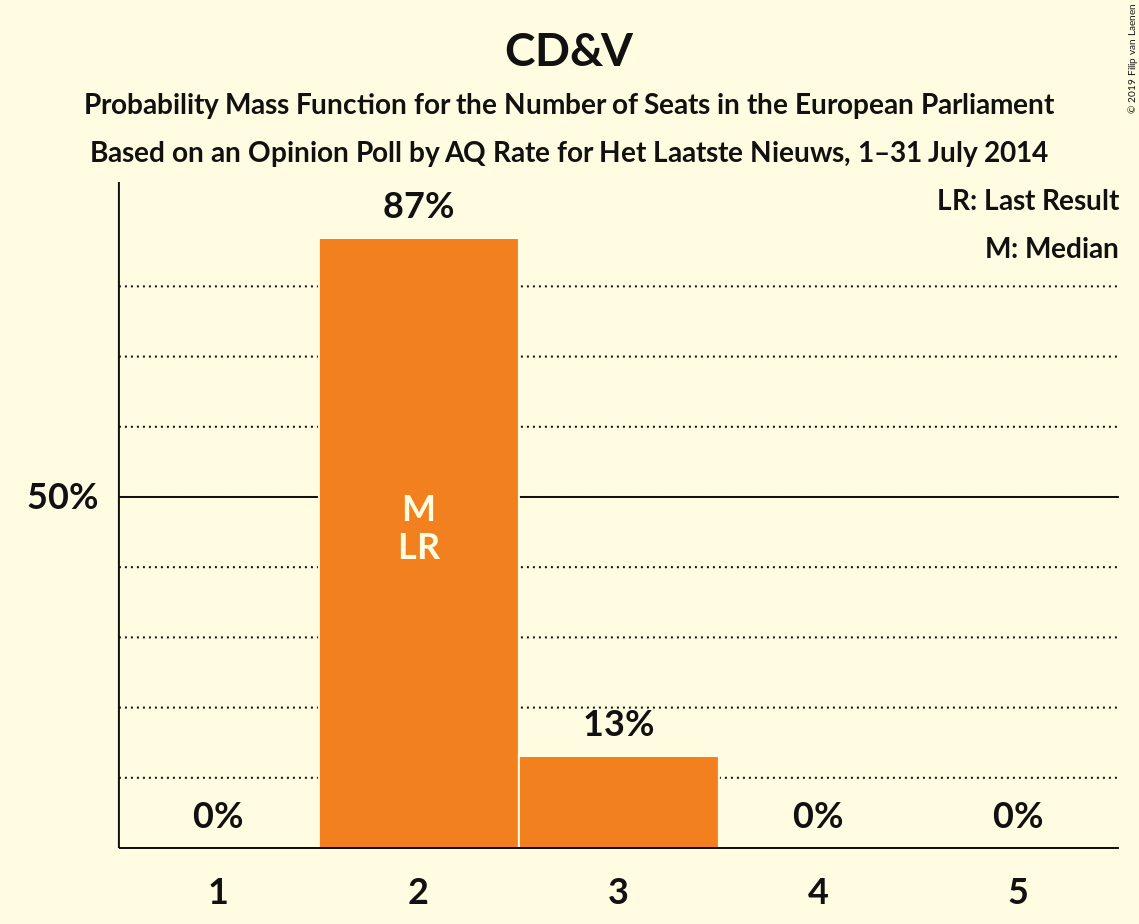 CD&V
Probability Mass Function for the Number of Seats in the European Parliament
Based on an Opinion Poll by AQ Rate for Het Laatste Nieuws, 1–31 July 2014
© 2019 Filip van Laenen
LR: Last Result
M: Median
87%
50%
M
LR
13%
0%
0%
0%
1
2
3
4
5